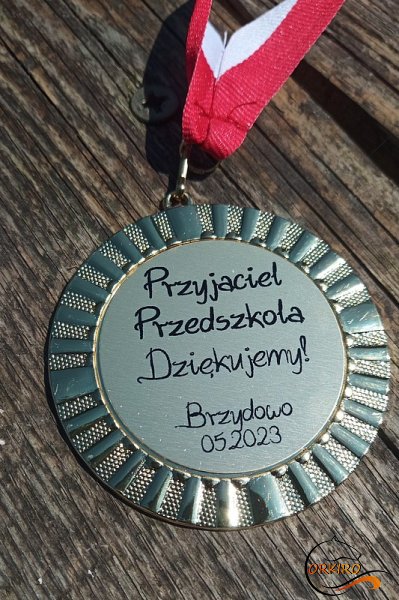 Przyjaciel
Przedszkola
Dziękujemy!
Brzydowo
05.2023